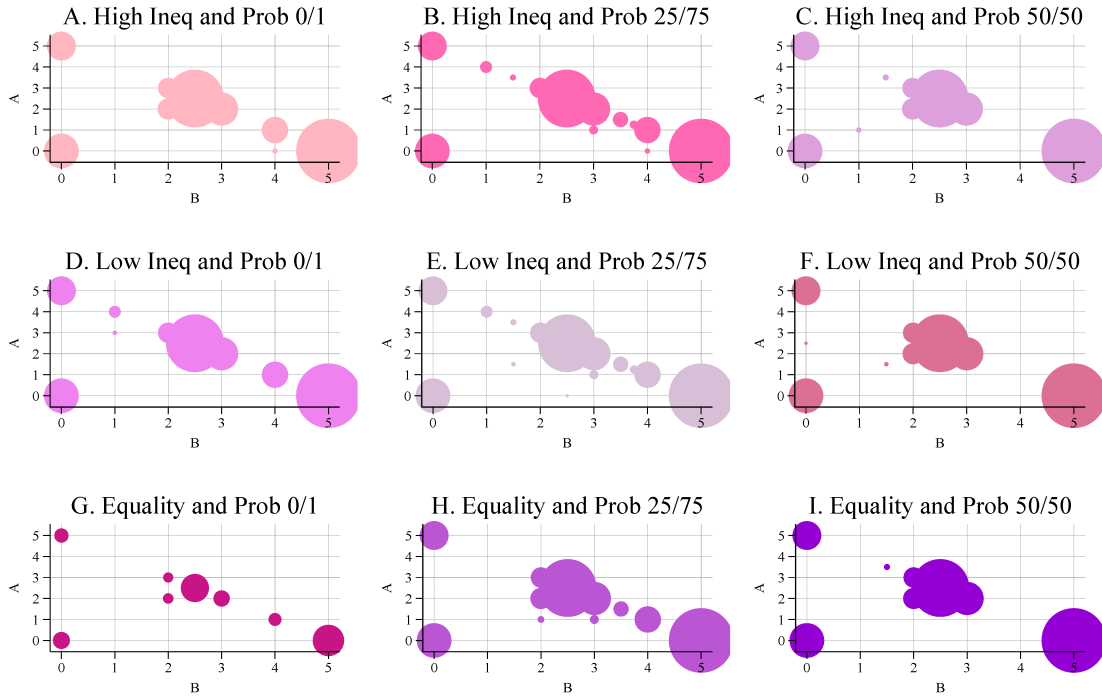 A. High Ineq and Prob 0/1
B. High Ineq and Prob 25/75
C. High Ineq and Prob 50/50
A
5
4
3
2
1
0
0 1 2 3 4 5
B
A
5
4
3
2
1
0
0 1 2 3 4 5
B
A
5
4
3
2
1
0
0 1 2 3 4 5
B
D. Low Ineq and Prob 0/1
E. Low Ineq and Prob 25/75
F. Low Ineq and Prob 50/50
A
5
4
3
2
1
0
0 1 2 3 4 5
B
A
5
4
3
2
1
0
0 1 2 3 4 5
B
A
5
4
3
2
1
0
0 1 2 3 4 5
B
G. Equality and Prob 0/1
H. Equality and Prob 25/75
I. Equality and Prob 50/50
A
5
4
3
2
1
0
0 1 2 3 4 5
B
A
5
4
3
2
1
0
0 1 2 3 4 5
B
A
5
4
3
2
1
0
0 1 2 3 4 5
B